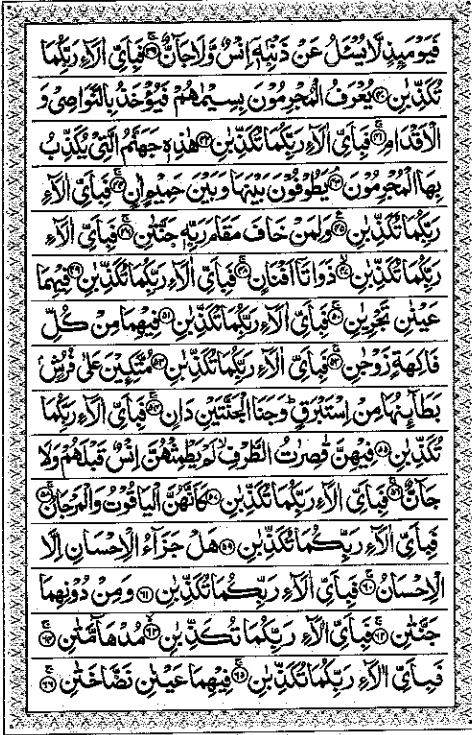 فَيَوْمَئِذٍ لَّا يُسْـَٔلُ عَنْ ذَنْۢبِهٖٓ اِنْسٌ وَّلَا جَآنٌّ ﴿۳۹﴾ فَبِاَيِّ اٰلَآءِ رَبِّكُمَا
تُكَذِّبٰنِ ﴿۴۰﴾ يُعْرَفُ الْمُجْرِمُوْنَ بِسِيْمٰهُمْ فَيُؤْخَذُ بِالنَّوَاصِيْ وَ
الْاَقْدَامِ ﴿۴۱﴾ فَبِاَيِّ اٰلَآءِ رَبِّكُمَا تُكَذِّبٰنِ ﴿۴۲﴾ هٰذِهٖ جَهَنَّمُ الَّتِيْ يُكَذِّبُ
بِهَا الْمُجْرِمُوْنَ ﴿۴۳﴾ يَطُوْفُوْنَ بَيْنَهَا وَبَيْنَ حَمِيْمٍ اٰنٍ ﴿۴۴﴾ فَبِاَيِّ اٰلَآءِ
رَبِّكُمَا تُكَذِّبٰنِ ﴿۴۵﴾ وَلِمَنْ خَافَ مَقَامَ رَبِّهٖ جَنَّتٰنِ ﴿۴۶﴾ فَبِاَيِّ اٰلَآءِ
رَبِّكُمَا تُكَذِّبٰنِ ﴿۴۷﴾ ذَوَاتَآ اَفْنَانٍ ﴿۴۸﴾ فَبِاَيِّ اٰلَآءِ رَبِّكُمَا تُكَذِّبٰنِ ﴿۴۹﴾ فِيْهِمَا
عَيْنٰنِ تَجْرِيٰنِ ﴿۵۰﴾ فَبِاَيِّ اٰلَآءِ رَبِّكُمَا تُكَذِّبٰنِ ﴿۵۱﴾ فِيْهِمَا مِنْ كُلِّ
فَاكِهَةٍ زَوْجٰنِ ﴿۵۲﴾ فَبِاَيِّ اٰلَآءِ رَبِّكُمَا تُكَذِّبٰنِ ﴿۵۳﴾ مُتَّكِـِٕيْنَ عَلٰى فُرُشٍۭ
بَطَآىِٕنُهَا مِنْ اِسْتَبْرَقٍ ؕ وَجَنَا الْجَنَّتَيْنِ دَانٍ ﴿۵۴﴾ فَبِاَيِّ اٰلَآءِ رَبِّكُمَا
تُكَذِّبٰنِ ﴿۵۵﴾ فِيْهِنَّ قٰصِرٰتُ الطَّرْفِ ۙ لَمْ يَطْمِثْهُنَّ اِنْسٌ قَبْلَهُمْ وَلَا
جَآنٌّ ﴿۵۶﴾ فَبِاَيِّ اٰلَآءِ رَبِّكُمَا تُكَذِّبٰنِ ﴿۵۷﴾ كَاَنَّهُنَّ الْيَاقُوْتُ وَالْمَرْجَانُ ﴿۵۸﴾
فَبِاَيِّ اٰلَآءِ رَبِّكُمَا تُكَذِّبٰنِ ﴿۵۹﴾ هَلْ جَزَآءُ الْاِحْسَانِ اِلَّا
الْاِحْسَانُ ﴿۶۰﴾ فَبِاَيِّ اٰلَآءِ رَبِّكُمَا تُكَذِّبٰنِ ﴿۶۱﴾ وَمِنْ دُوْنِهِمَا
جَنَّتٰنِ ﴿۶۲﴾ فَبِاَيِّ اٰلَآءِ رَبِّكُمَا تُكَذِّبٰنِ ﴿۶۳﴾ مُدْهَآمَّتٰنِ ﴿۶۴﴾
فَبِاَيِّ اٰلَآءِ رَبِّكُمَا تُكَذِّبٰنِ ﴿۶۵﴾ فِيْهِمَا عَيْنٰنِ نَضَّاخَتٰنِ ﴿۶۶﴾